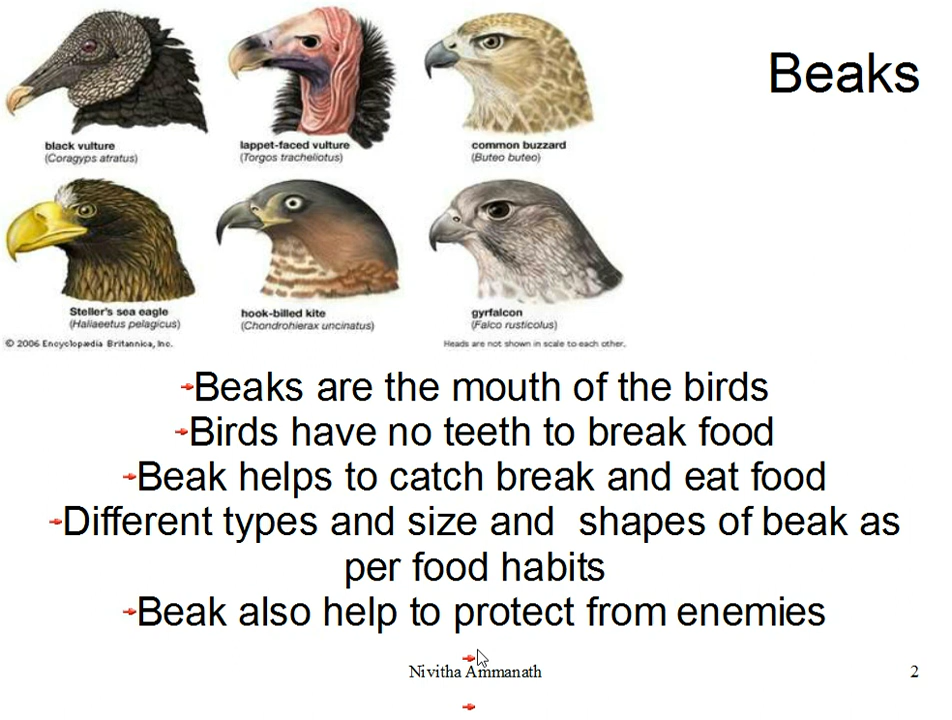 Beaks
black vulture
(Coragyps atratus)
lappet-faced vulture
(Torgos tracheliotus)
common buzzard
(Buteo buteo)
Steller's sea eagle
(Haliaeetus pelagicus)
hook-billed kite
(Chondrohierax uncinatus)
gyrfalcon
(Falco rusticolus)
© 2006 Encyclopædia Britannica, Inc.
Heads are not shown in scale to each other.
Beaks are the mouth of the birds
Birds have no teeth to break food
Beak helps to catch break and eat food
Different types and size and  shapes of beak as
per food habits
Beak also help to protect from enemies
Nivitha Ammanath
2